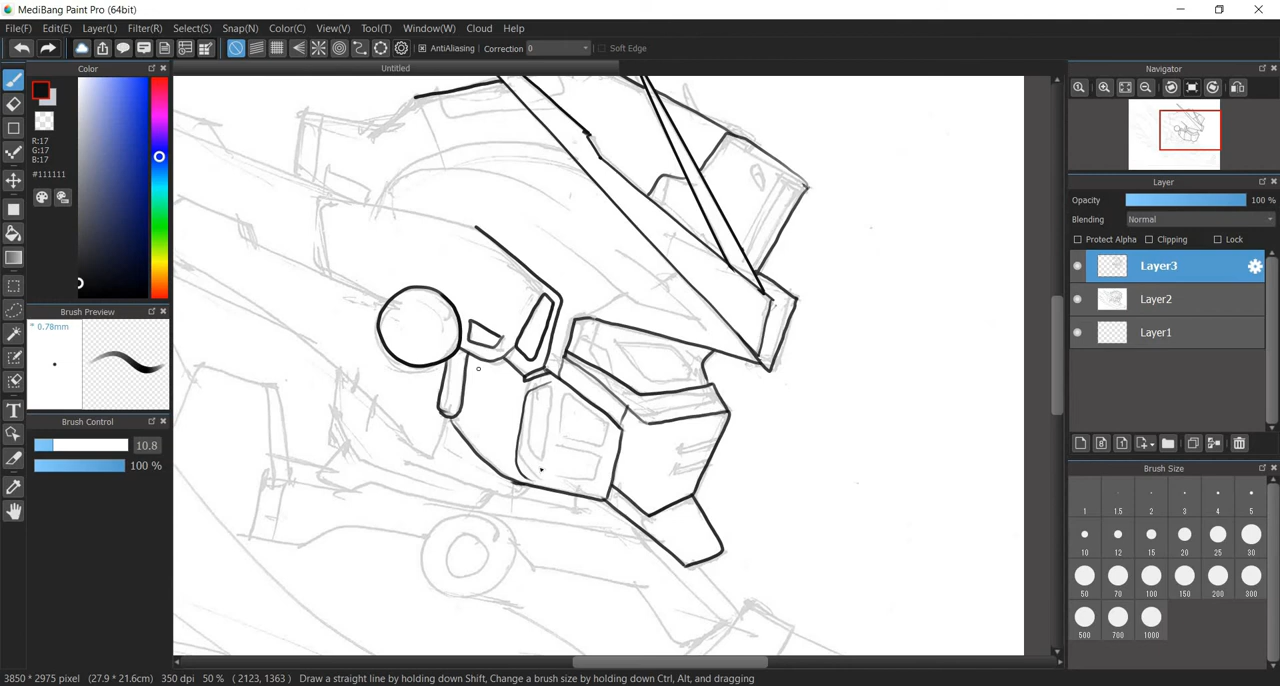 MediBang Paint Pro (64bit)
File(F) Edit(E) Layer(L) Filter(R) Select(S) Snap(N) Color(C) View(V) Tool(T) Window(W) Cloud Help
AntiAliasing Correction 0 Soft Edge
Color
Untitled
Navigator
R:17
G:17
B:17
#111111
Layer
Opacity 100 %
Blending Normal
Protect Alpha Clipping Lock
Layer3
Layer2
Layer1
Brush Preview
* 0.78mm
Brush Control
10.8
100 %
T
Brush Size
1 1.5 2 3 4 5
10 12 15 20 25 30
50 70 100 150 200 300
500 700 1000
3850 * 2975 pixel (27.9 * 21.6cm) 350 dpi 50 % ( 2123, 1363 ) Draw a straight line by holding down Shift, Change a brush size by holding down Ctrl, Alt, and dragging